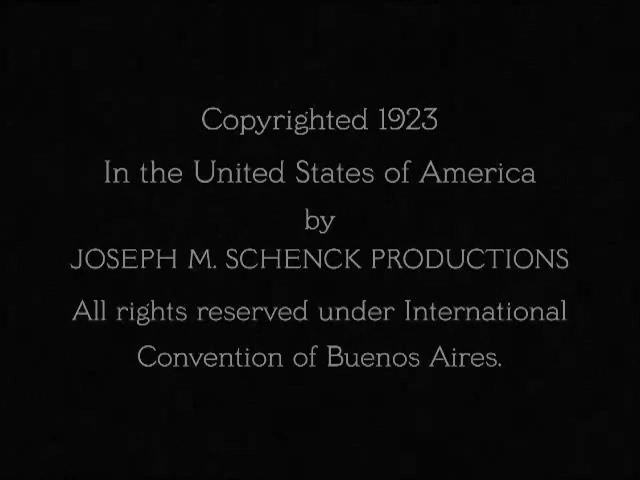 Copyrighted 1923
In the United States of America
by
JOSEPH M. SCHENCK PRODUCTIONS
All rights reserved under International
Convention of Buenos Aires.